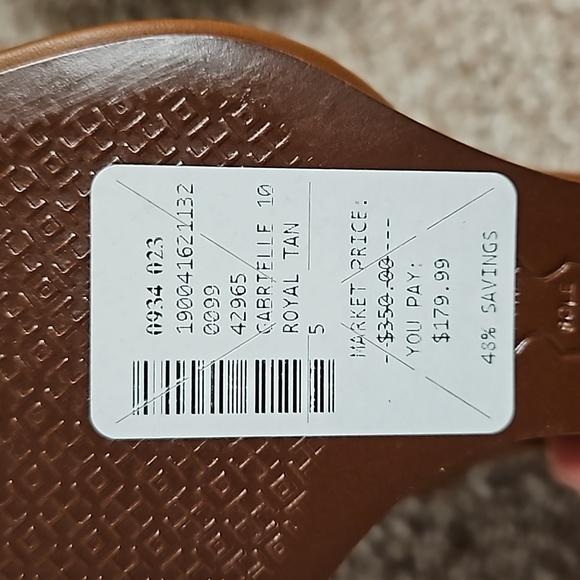 0934 023
190041621132
0099
42965
GABRIELLE 10
ROYAL TAN
5
MARKET PRICE:
--$350.00---
YOU PAY:
$179.99
48% SAVINGS